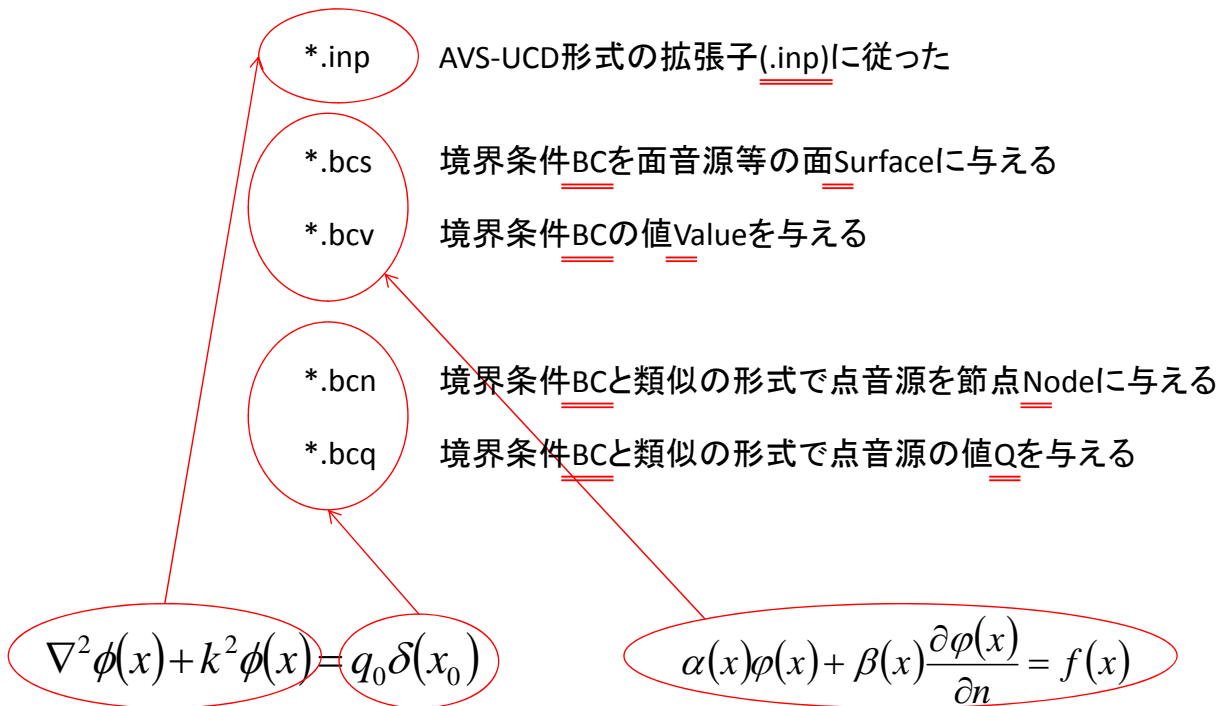 *.inp AVS-UCD形式の拡張子(.inp)に従った
*.bcs 境界条件BCを面音源等の面Surfaceに与える
*.bcv 境界条件BCの値Valueを与える
*.bcn 境界条件BCと類似の形式で点音源を節点Nodeに与える
*.bcq 境界条件BCと類似の形式で点音源の値Qを与える
∇²ϕ(x)+k²ϕ(x)=q₀δ(x₀)
α(x)φ(x)+β(x)∂φ(x)/∂n=f(x)